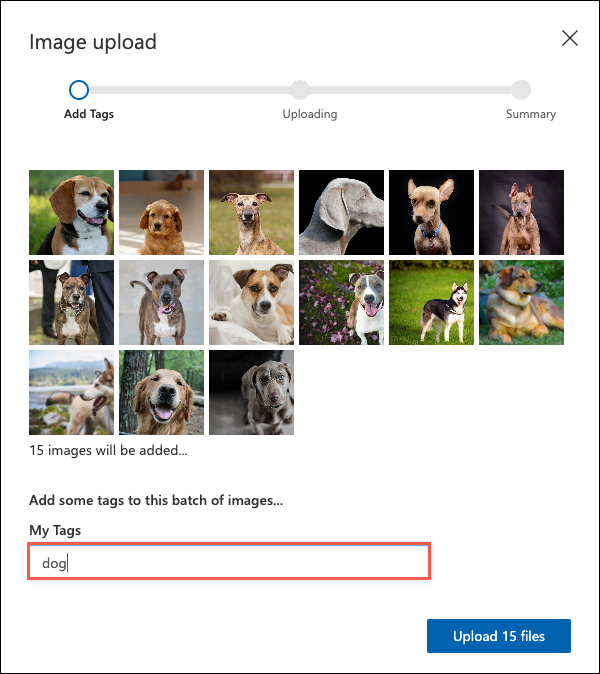 Image upload
Add Tags
Uploading
Summary
15 images will be added...
Add some tags to this batch of images...
My Tags
dog
Upload 15 files